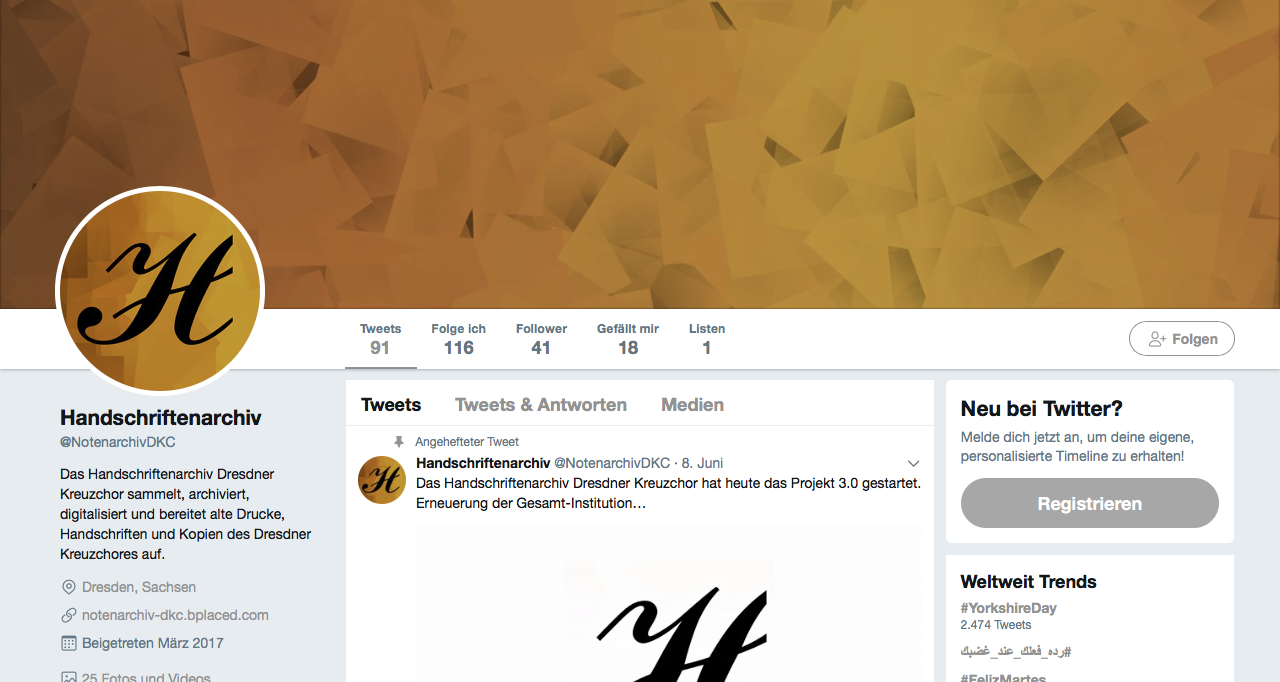 H
Tweets Folge ich Follower Gefällt mir Listen
91 116 41 18 1
Folgen
Handschriftenarchiv
@NotenarchivDKC
Das Handschriftenarchiv Dresdner
Kreuzchor sammelt, archiviert,
digitalisiert und bereitet alte Drucke,
Handschriften und Kopien des Dresdner
Kreuzchores auf.
Dresden, Sachsen
notenarchiv-dkc.bplaced.com
Beigetreten März 2017
25 Fotos und Videos
Tweets Tweets & Antworten Medien
Angehefteter Tweet
Handschriftenarchiv @NotenarchivDKC · 8. Juni
Das Handschriftenarchiv Dresdner Kreuzchor hat heute das Projekt 3.0 gestartet.
Erneuerung der Gesamt-Institution…
H
Neu bei Twitter?
Melde dich jetzt an, um deine eigene,
personalisierte Timeline zu erhalten!
Registrieren
Weltweit Trends
#YorkshireDay
2.474 Tweets
#رده_فعلك_عند_غضبك
#FelizMartes